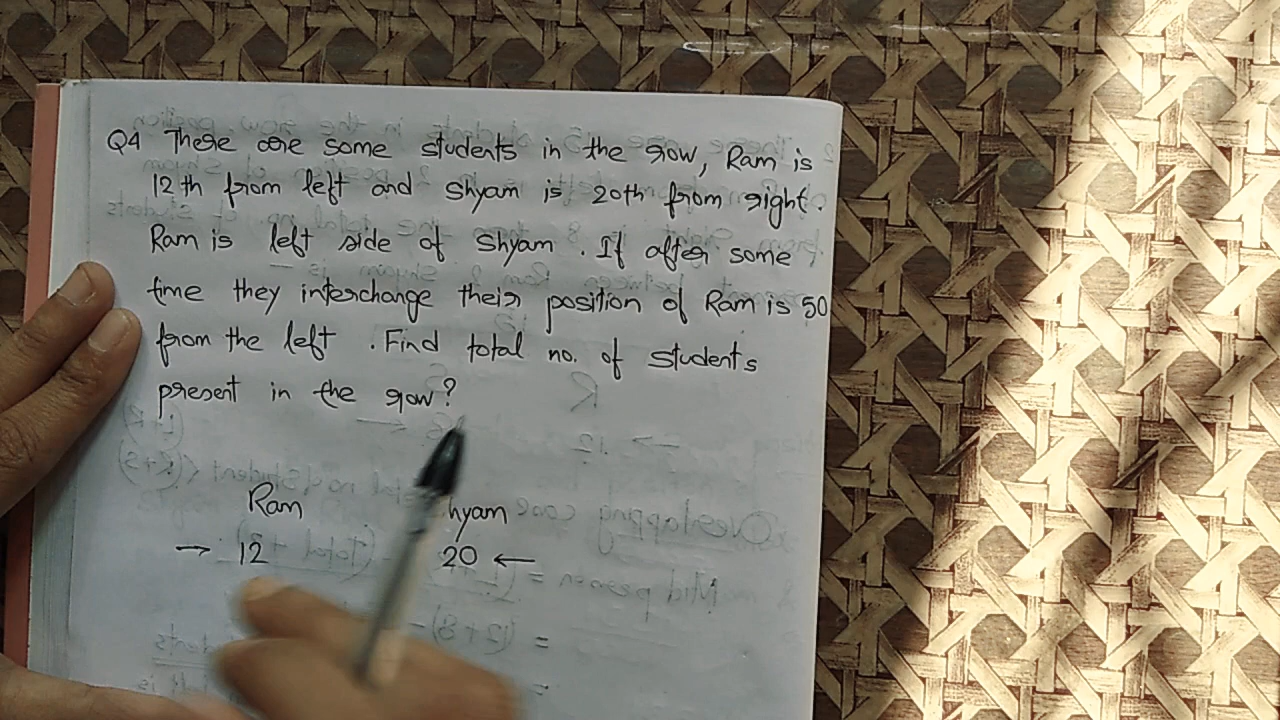 Q4 There are some students in the row, Ram is
12th from left and Shyam is 20th from right.
Ram is left side of Shyam . If after some
time they interchange their position of Ram is 50
from the left . Find total no. of students
present in the row?
Ram hyam
→ 12 20 ←